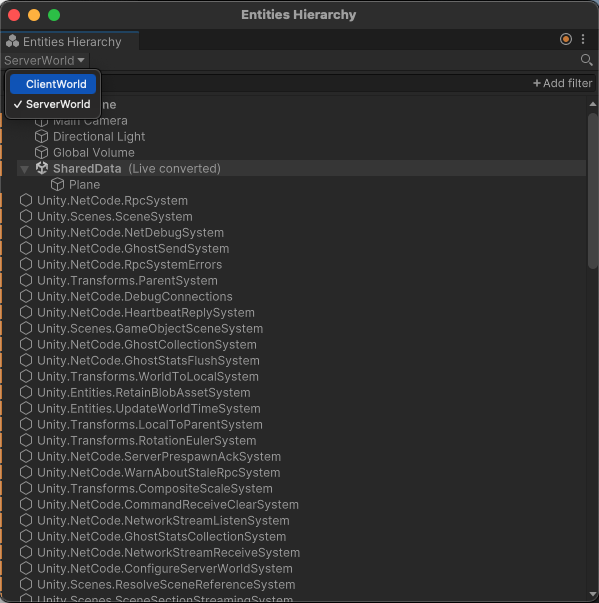 Entities Hierarchy
Entities Hierarchy
ServerWorld
ClientWorld
✓ ServerWorld
+ Add filter
Main Camera
Directional Light
Global Volume
SharedData (Live converted)
Plane
Unity.NetCode.RpcSystem
Unity.Scenes.SceneSystem
Unity.NetCode.NetDebugSystem
Unity.NetCode.GhostSendSystem
Unity.NetCode.RpcSystemErrors
Unity.Transforms.ParentSystem
Unity.NetCode.DebugConnections
Unity.NetCode.HeartbeatReplySystem
Unity.Scenes.GameObjectSceneSystem
Unity.NetCode.GhostCollectionSystem
Unity.NetCode.GhostStatsFlushSystem
Unity.Transforms.WorldToLocalSystem
Unity.Entities.RetainBlobAssetSystem
Unity.Entities.UpdateWorldTimeSystem
Unity.Transforms.LocalToParentSystem
Unity.Transforms.RotationEulerSystem
Unity.NetCode.ServerPrespawnAckSystem
Unity.NetCode.WarnAboutStaleRpcSystem
Unity.Transforms.CompositeScaleSystem
Unity.NetCode.CommandReceiveClearSystem
Unity.NetCode.NetworkStreamListenSystem
Unity.NetCode.GhostStatsCollectionSystem
Unity.NetCode.NetworkStreamReceiveSystem
Unity.NetCode.ConfigureServerWorldSystem
Unity.Scenes.ResolveSceneReferenceSystem
Unity.Scenes.SceneSectionStreamingSystem